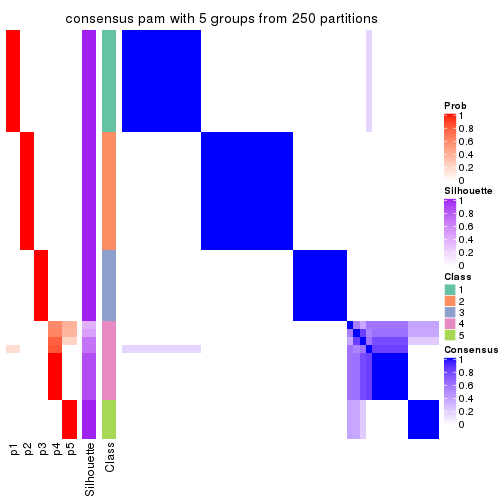 consensus pam with 5 groups from 250 partitions
Prob
1
0.8
0.6
0.4
0.2
0
Silhouette
1
0.8
0.6
0.4
0.2
0
Class
1
2
3
4
5
Consensus
1
0.8
0.6
0.4
0.2
0
p1
p2
p3
p4
p5
Silhouette
Class